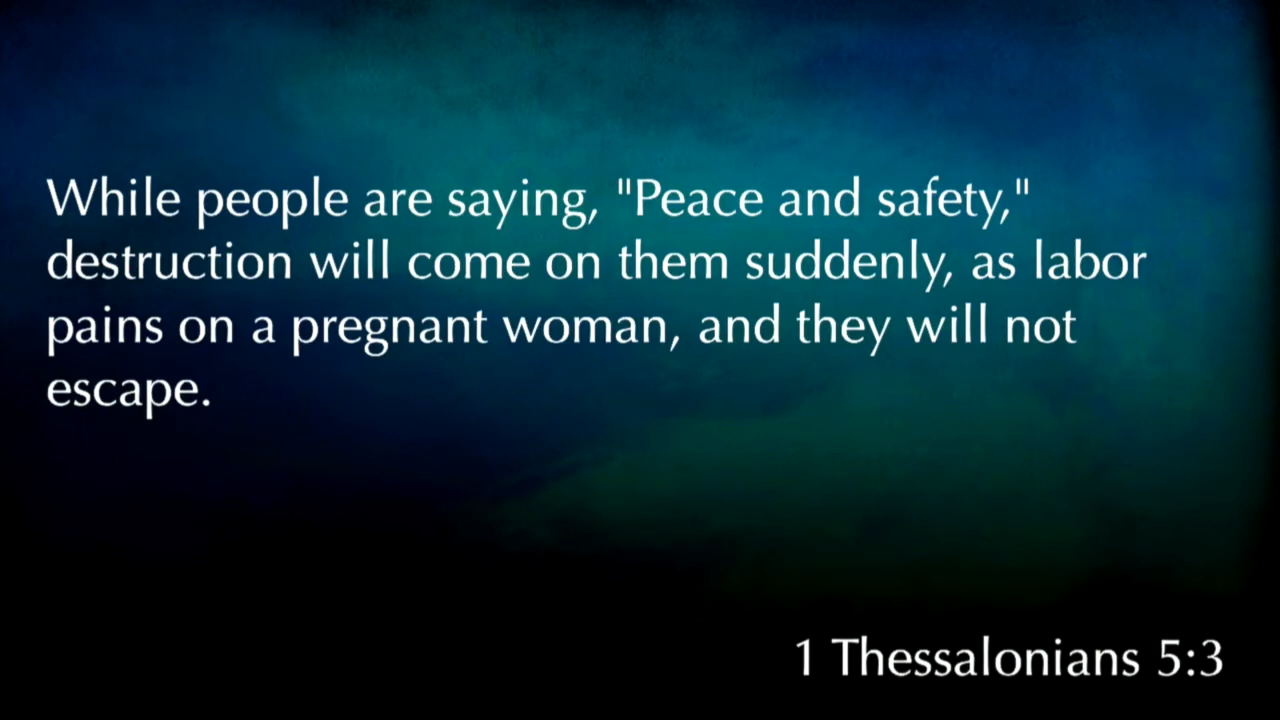 While people are saying, "Peace and safety,"
destruction will come on them suddenly, as labor
pains on a pregnant woman, and they will not
escape.
1 Thessalonians 5:3